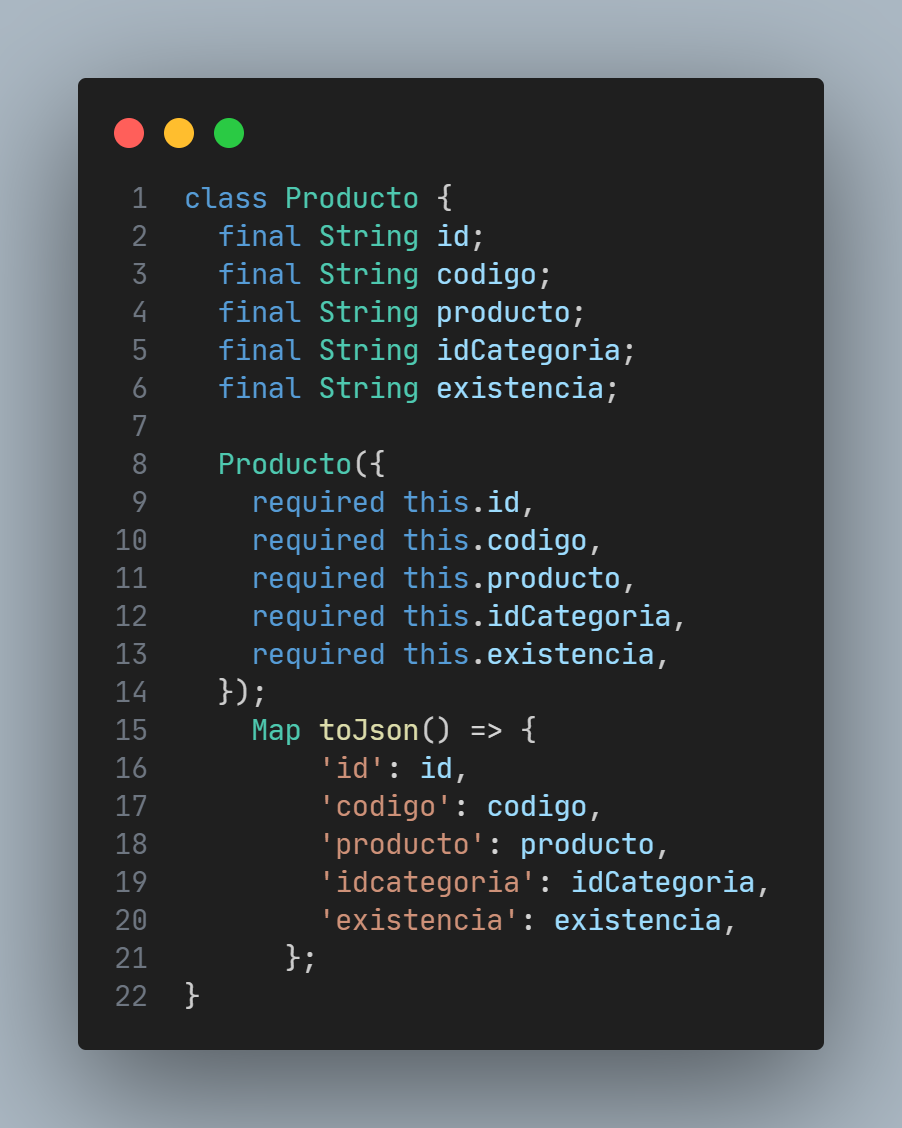 1 class Producto {
2   final String id;
3   final String codigo;
4   final String producto;
5   final String idCategoria;
6   final String existencia;
7
8   Producto({
9     required this.id,
10     required this.codigo,
11     required this.producto,
12     required this.idCategoria,
13     required this.existencia,
14   });
15     Map toJson() => {
16         'id': id,
17         'codigo': codigo,
18         'producto': producto,
19         'idcategoria': idCategoria,
20         'existencia': existencia,
21       };
22 }